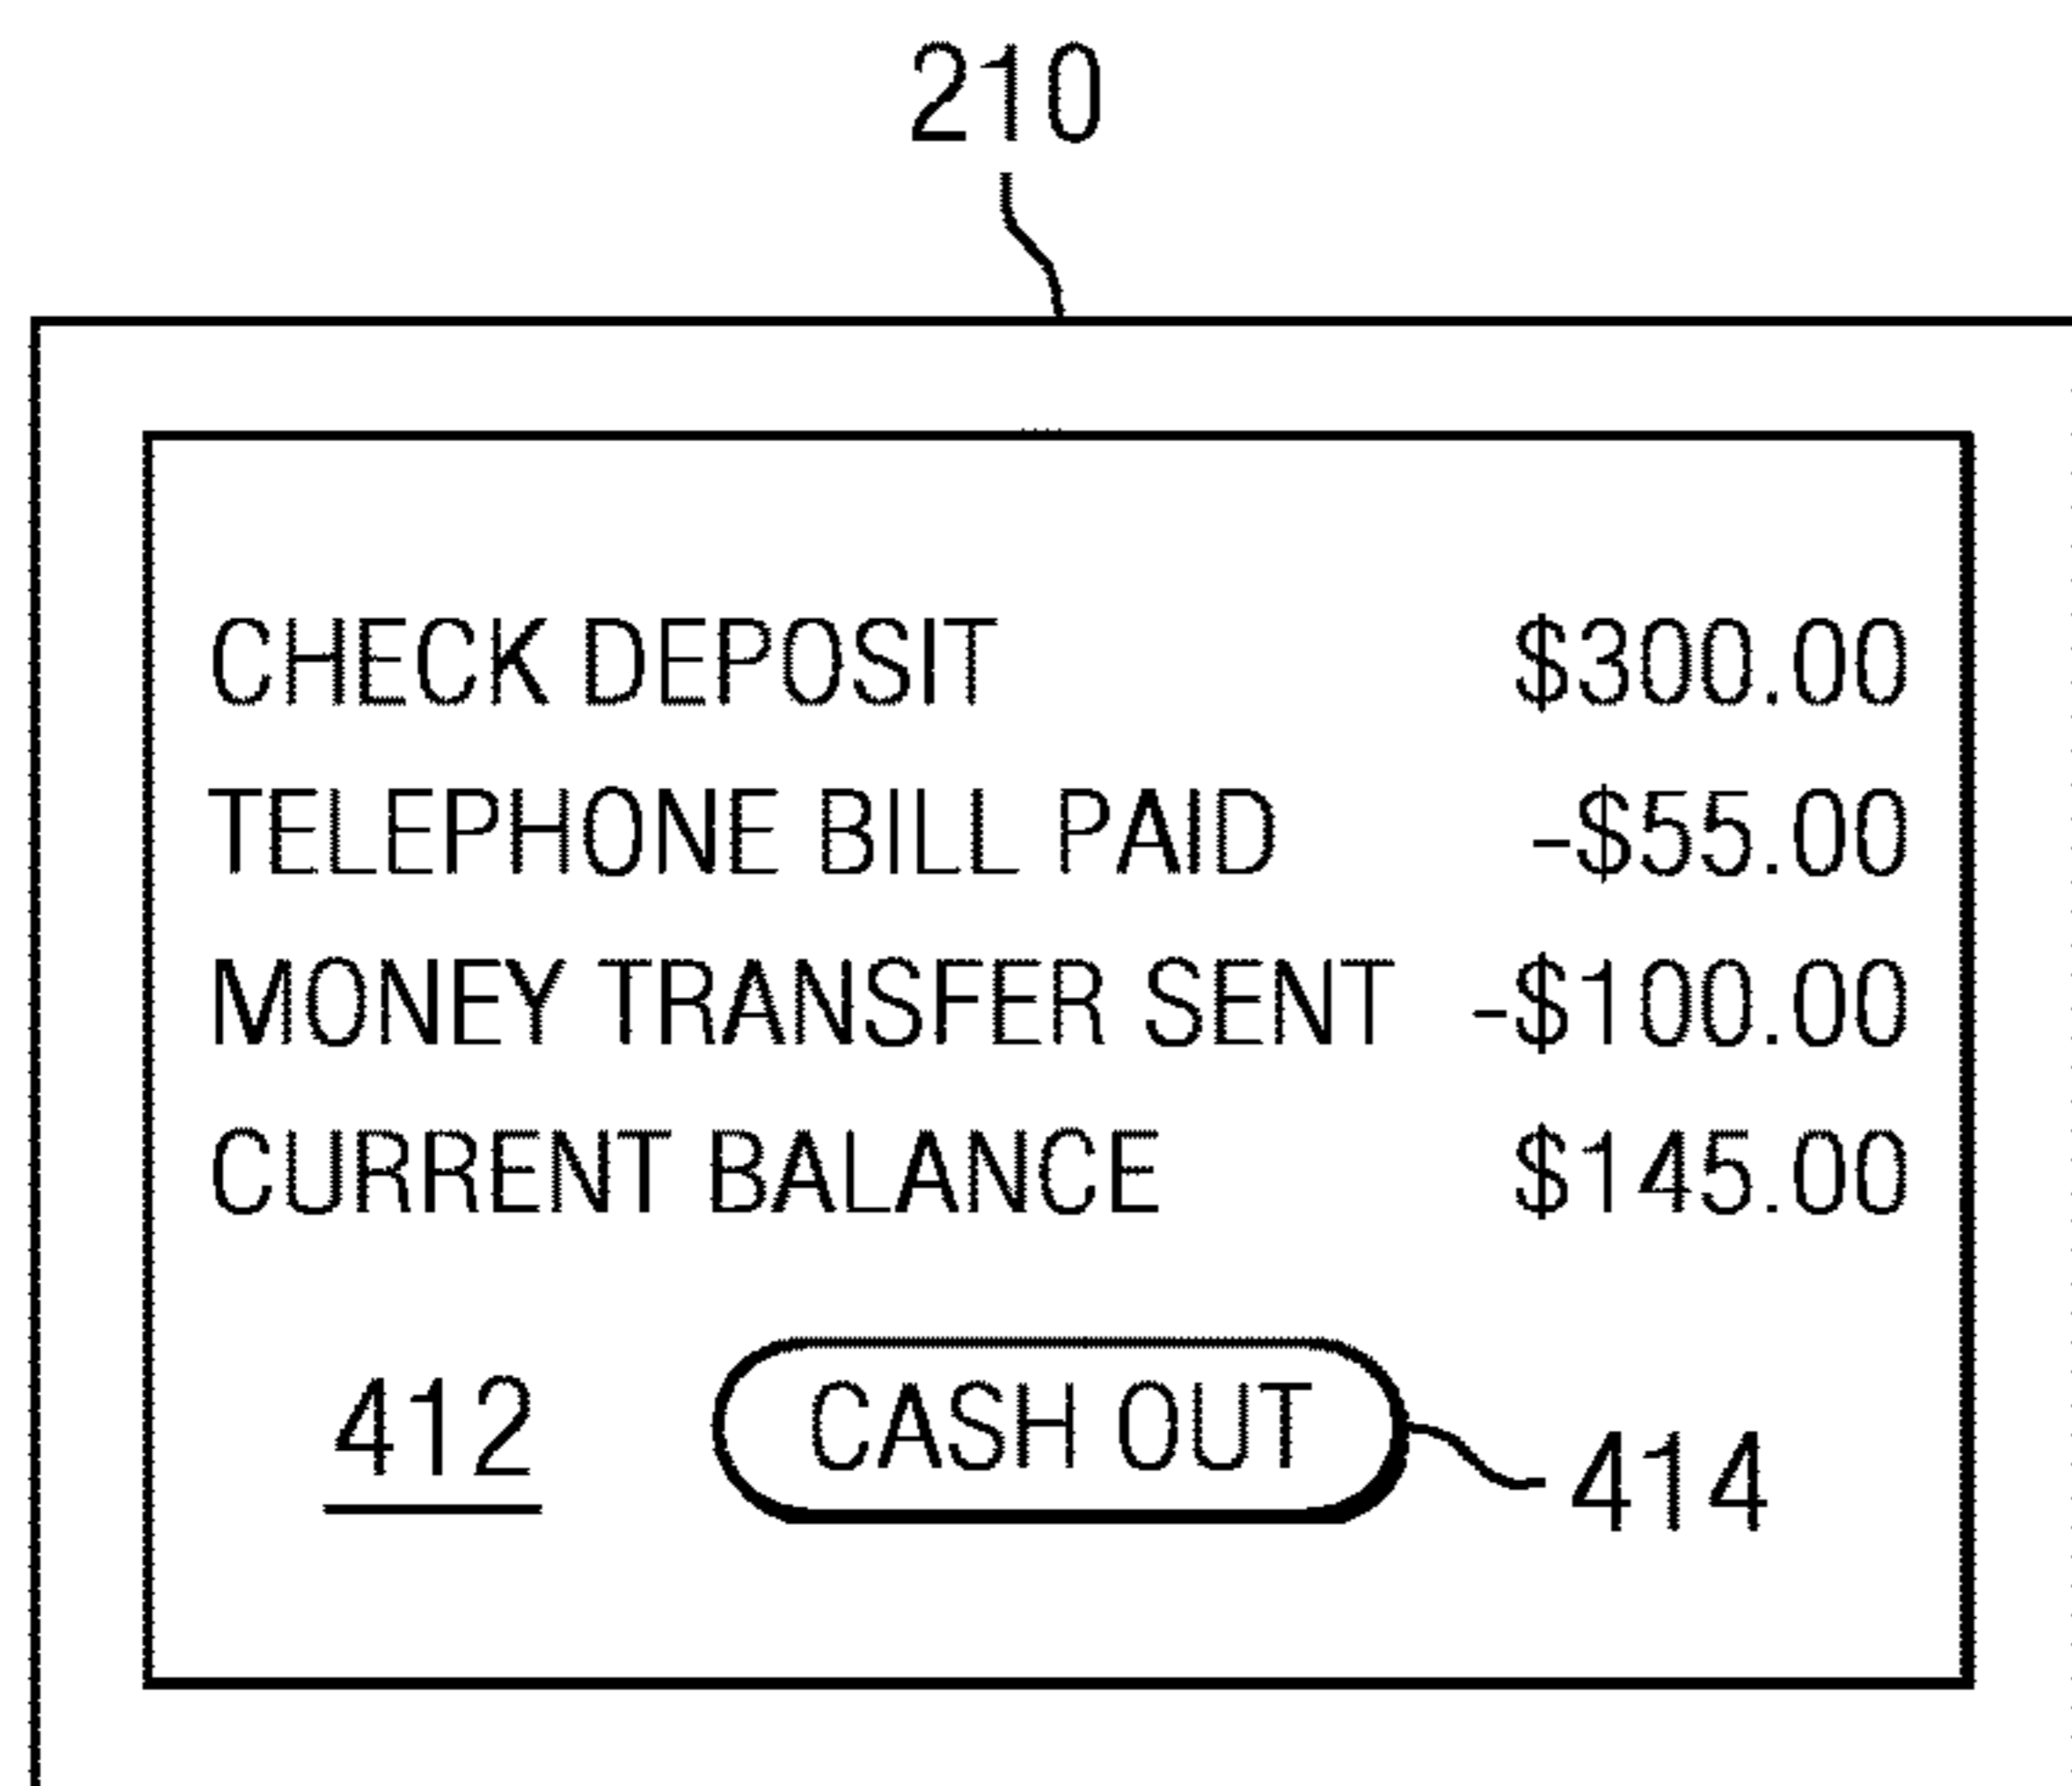 210
CHECK DEPOSIT $300.00
TELEPHONE BILL PAID -$55.00
MONEY TRANSFER SENT -$100.00
CURRENT BALANCE $145.00
412 CASH OUT 414